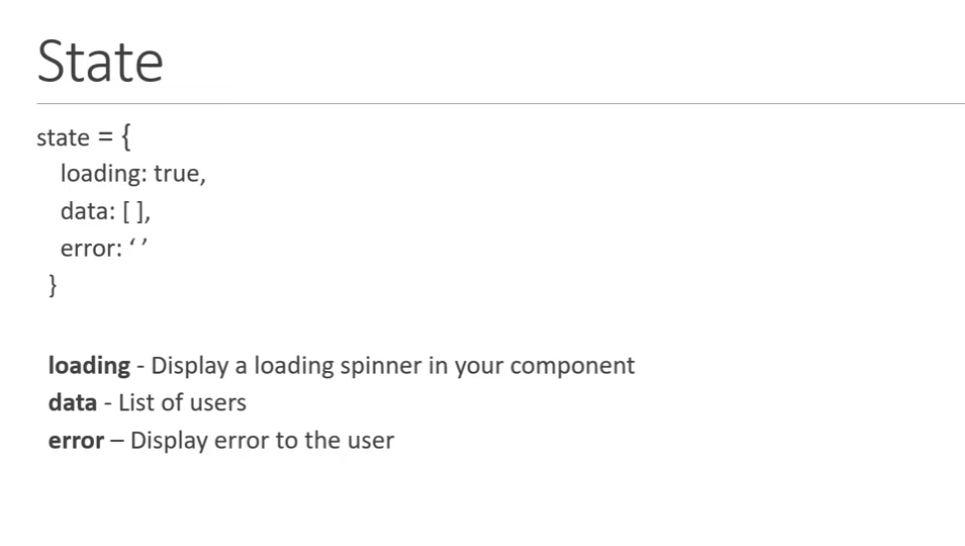 State
state = {
loading: true,
data: [ ],
error: ‘ ’
}
loading - Display a loading spinner in your component
data - List of users
error – Display error to the user